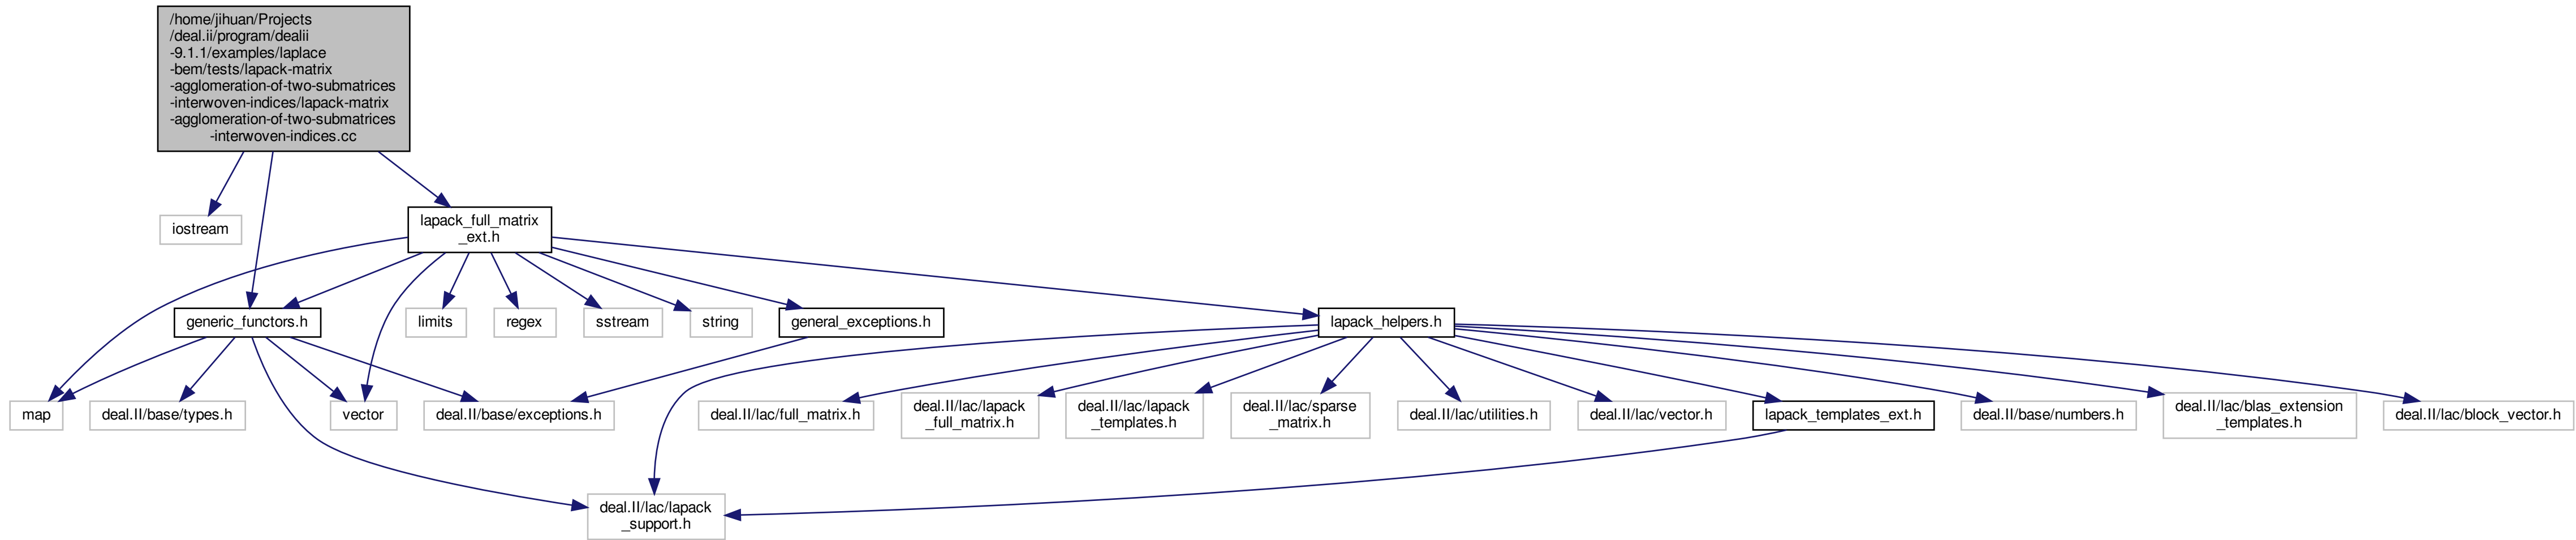 /home/jihuan/Projects
/deal.ii/program/dealii
-9.1.1/examples/laplace
-bem/tests/lapack-matrix
-agglomeration-of-two-submatrices
-interwoven-indices/lapack-matrix
-agglomeration-of-two-submatrices
-interwoven-indices.cc
iostream
lapack_full_matrix
_ext.h
generic_functors.h
limits
regex
sstream
string
general_exceptions.h
lapack_helpers.h
map
deal.II/base/types.h
vector
deal.II/base/exceptions.h
deal.II/lac/full_matrix.h
deal.II/lac/lapack
_full_matrix.h
deal.II/lac/lapack
_templates.h
deal.II/lac/sparse
_matrix.h
deal.II/lac/utilities.h
deal.II/lac/vector.h
lapack_templates_ext.h
deal.II/base/numbers.h
deal.II/lac/blas_extension
_templates.h
deal.II/lac/block_vector.h
deal.II/lac/lapack
_support.h